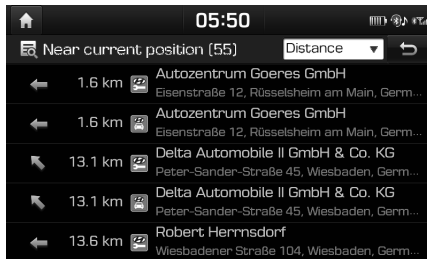 05:50
Near current position (55) Distance
1.6 km Autozentrum Goeres GmbH
Eisenstraße 12, Rüsselsheim am Main, Germ...
1.6 km Autozentrum Goeres GmbH
Eisenstraße 12, Rüsselsheim am Main, Germ...
13.1 km Delta Automobile II GmbH & Co. KG
Peter-Sander-Straße 45, Wiesbaden, Germ...
13.1 km Delta Automobile II GmbH & Co. KG
Peter-Sander-Straße 45, Wiesbaden, Germ...
13.6 km Robert Herrnsdorf
Wiesbadener Straße 104, Wiesbaden, Germ...